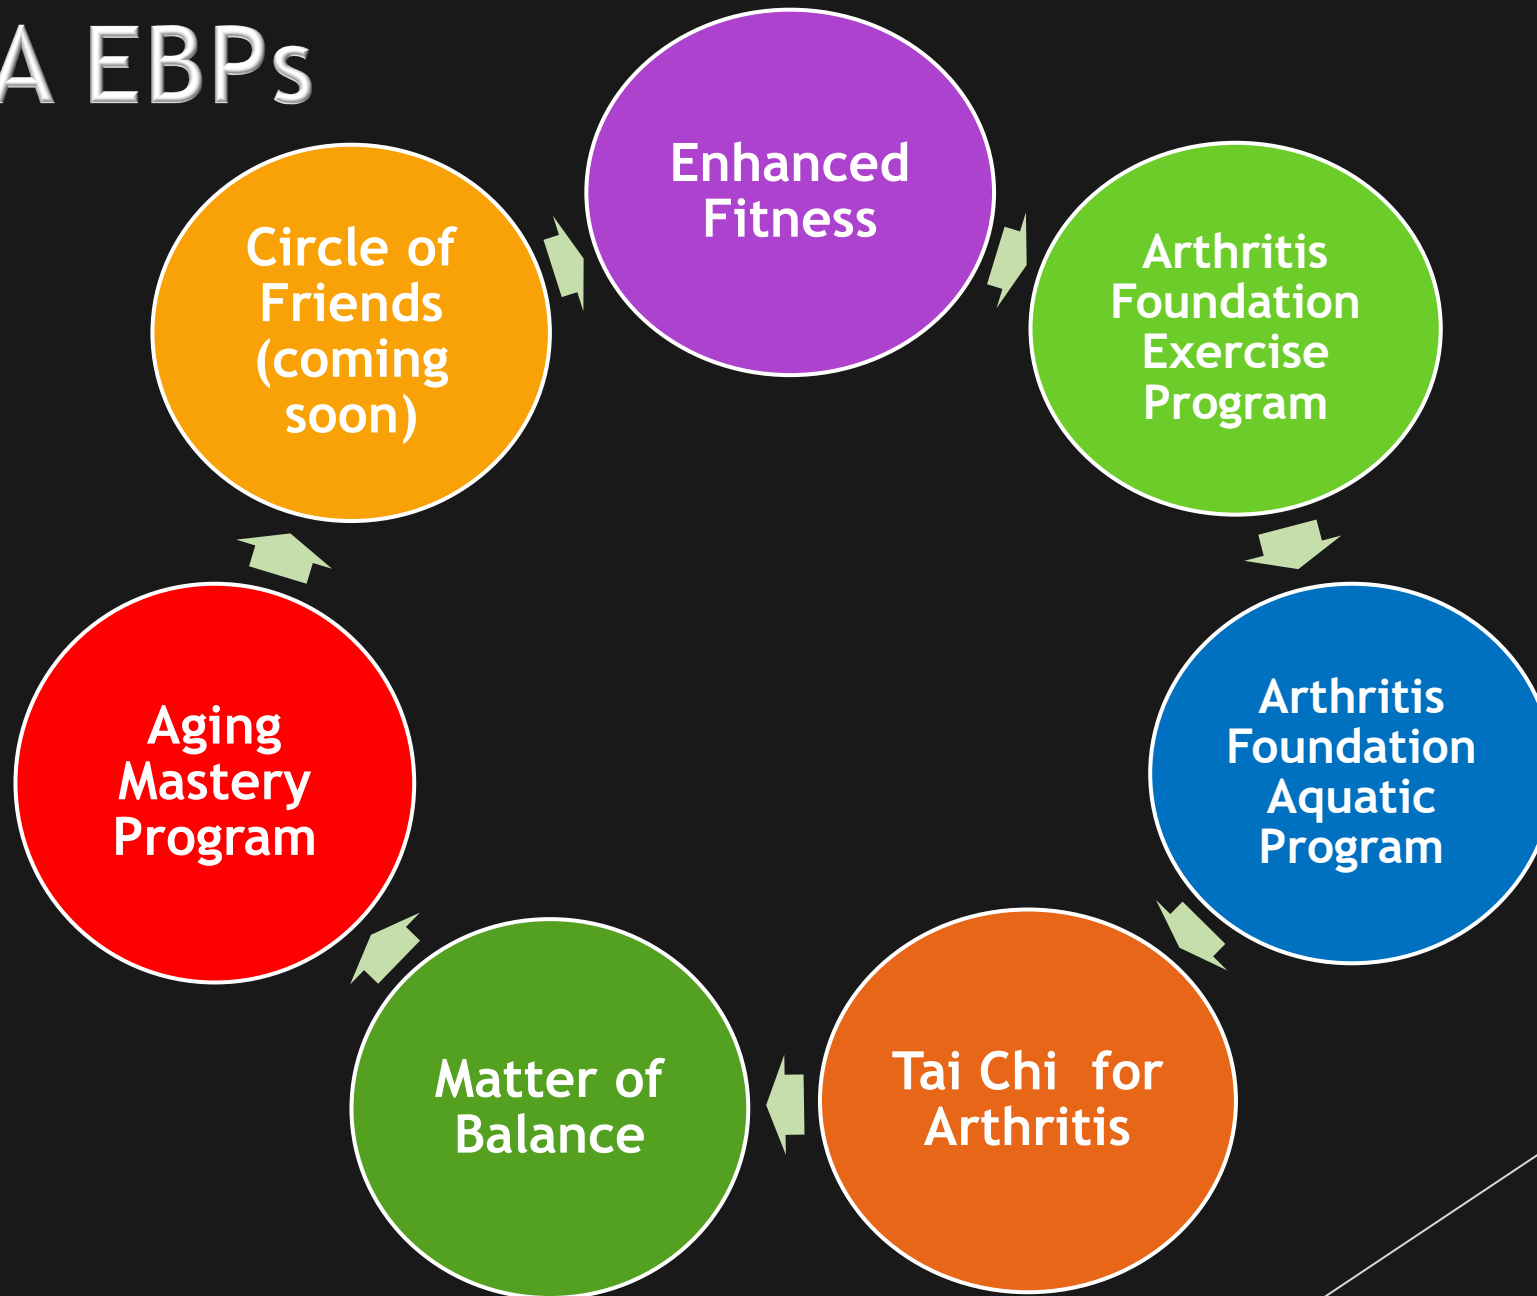 A EBPs
Enhanced
Fitness
Arthritis
Foundation
Exercise
Program
Arthritis
Foundation
Aquatic
Program
Tai Chi  for
Arthritis
Matter of
Balance
Aging
Mastery
Program
Circle of
Friends
(coming
soon)